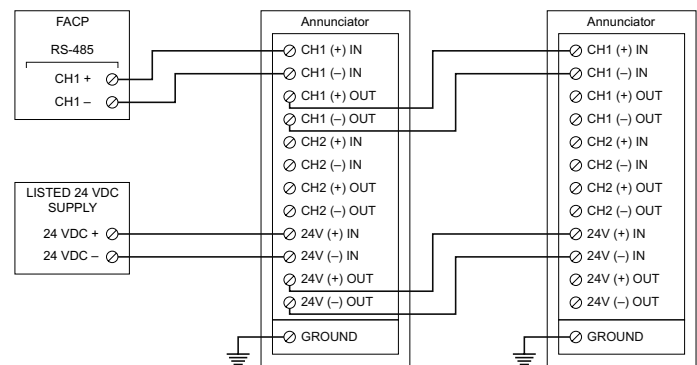 FACP
RS-485
CH1 +
CH1 –
LISTED 24 VDC
SUPPLY
24 VDC +
24 VDC –
Annunciator
CH1 (+) IN
CH1 (–) IN
CH1 (+) OUT
CH1 (–) OUT
CH2 (+) IN
CH2 (–) IN
CH2 (+) OUT
CH2 (–) OUT
24V (+) IN
24V (–) IN
24V (+) OUT
24V (–) OUT
GROUND
Annunciator
CH1 (+) IN
CH1 (–) IN
CH1 (+) OUT
CH1 (–) OUT
CH2 (+) IN
CH2 (–) IN
CH2 (+) OUT
CH2 (–) OUT
24V (+) IN
24V (–) IN
24V (+) OUT
24V (–) OUT
GROUND